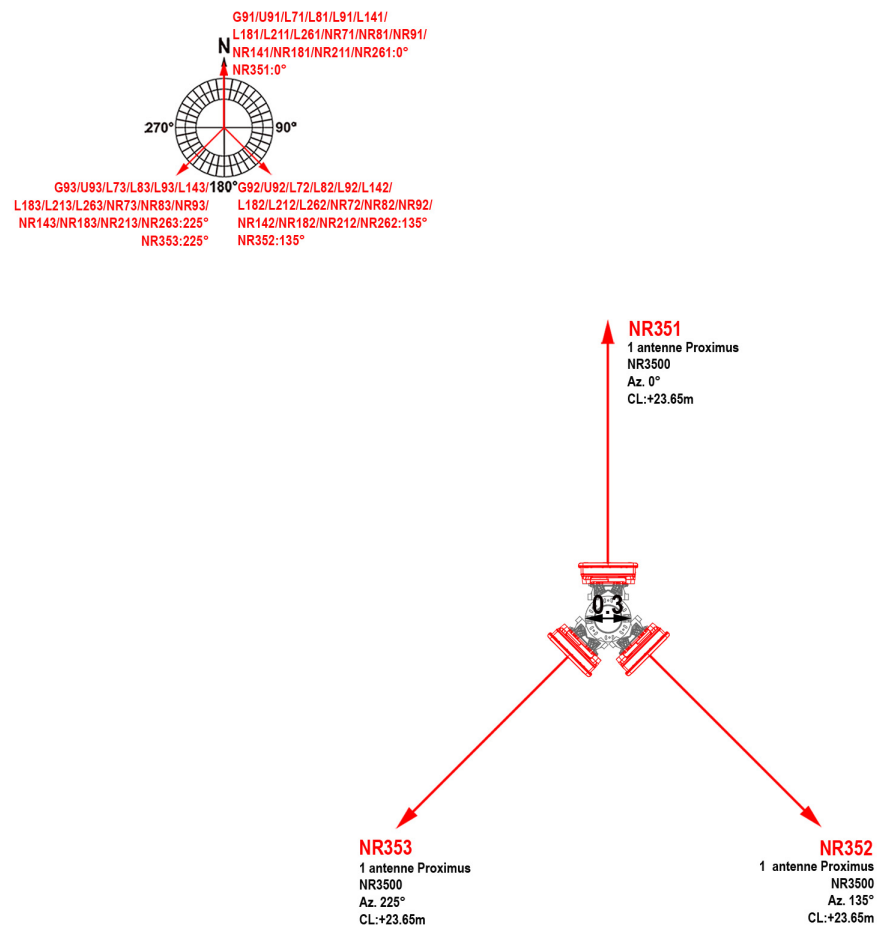 G91/U91/L71/L81/L91/L141/
L181/L211/L261/NR71/NR81/NR91/
NR141/NR181/NR211/NR261:0°
NR351:0°
N
270°
90°
180°
G93/U93/L73/L83/L93/L143/
L183/L213/L263/NR73/NR83/NR93/
NR143/NR183/NR213/NR263:225°
NR353:225°
G92/U92/L72/L82/L92/L142/
L182/L212/L262/NR72/NR82/NR92/
NR142/NR182/NR212/NR262:135°
NR352:135°
NR351
1 antenne Proximus
NR3500
Az. 0°
CL:+23.65m
0.3
NR353
1 antenne Proximus
NR3500
Az. 225°
CL:+23.65m
NR352
1 antenne Proximus
NR3500
Az. 135°
CL:+23.65m